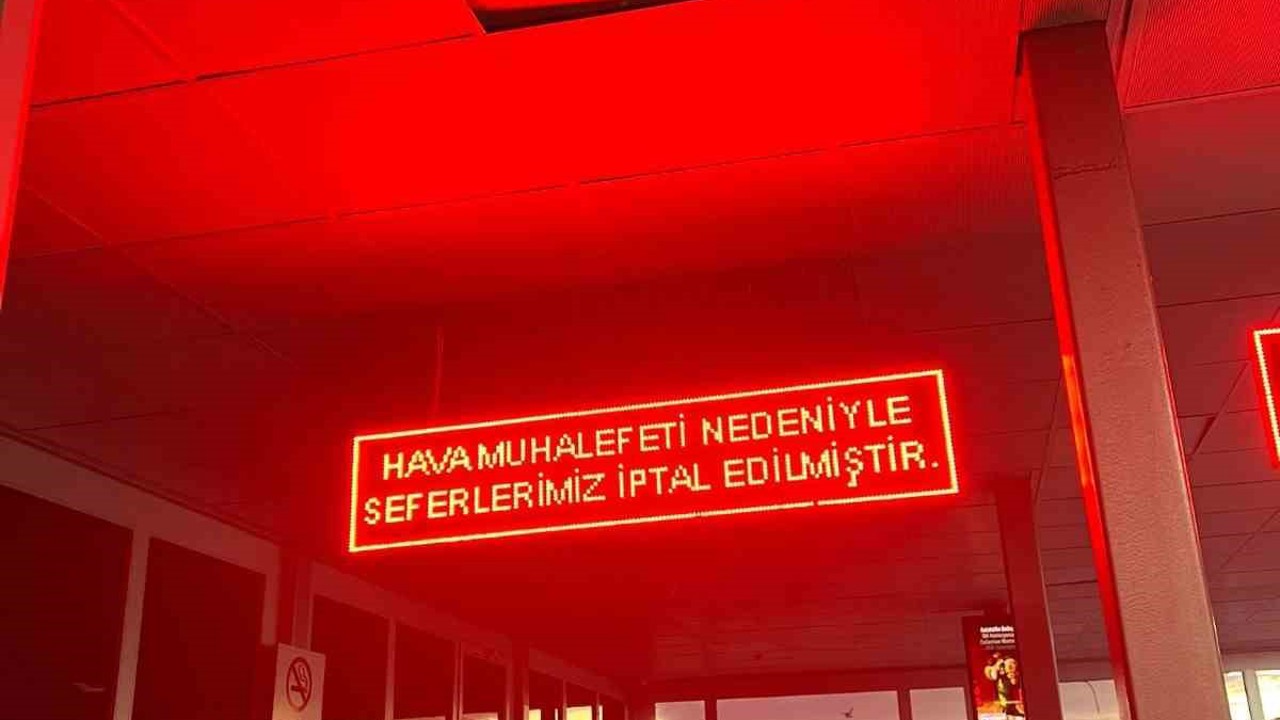 HAVA MUHALEFETİ NEDENİYLE
SEFERLERİMİZ İPTAL EDİLMİŞTİR.